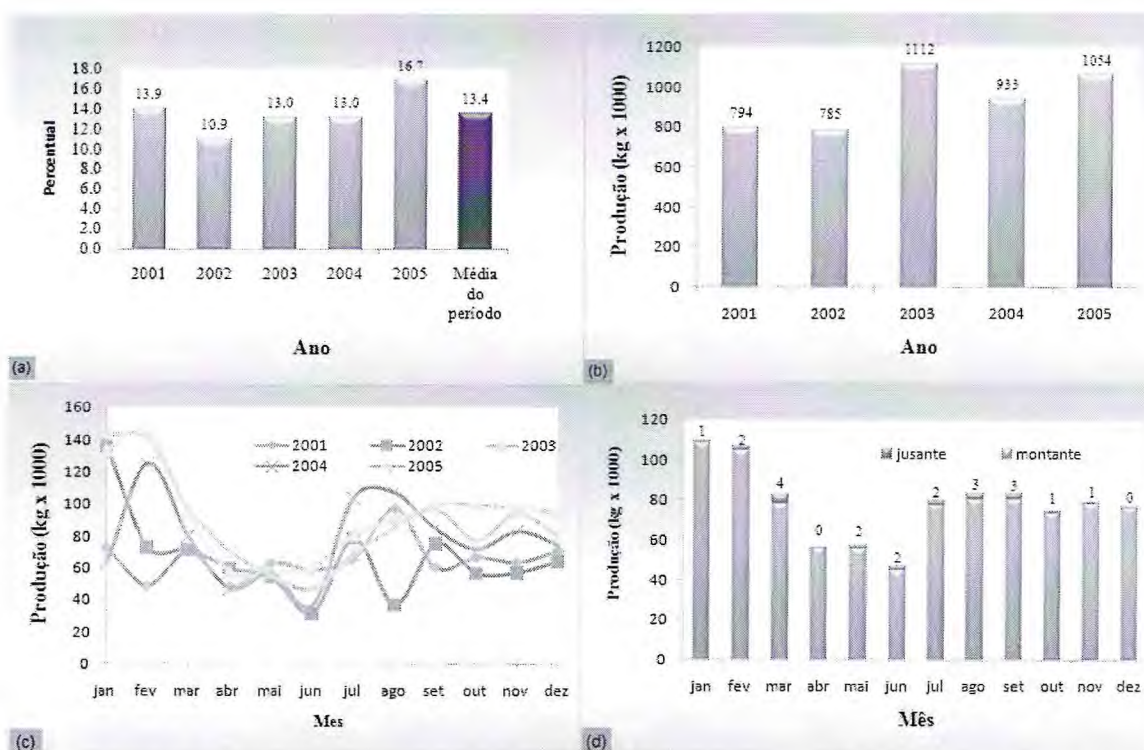 Percentual
18.0
16.0
14.0
12.0
10.0
8.0
6.0
4.0
2.0
0.0
13.9
10.9
13.0
13.0
16.7
13.4
2001
2002
2003
2004
2005
Média do período
Ano
(a)
Produção (kg x 1000)
1200
1000
800
600
400
200
0
794
785
1112
933
1054
2001
2002
2003
2004
2005
Ano
(b)
Produção (kg x 1000)
160
140
120
100
80
60
40
20
0
2001
2002
2003
2004
2005
jan
fev
mar
abr
mai
jun
jul
ago
set
out
nov
dez
Mes
(c)
Produção (kg x 1000)
120
100
80
60
40
20
0
jusante
montante
1
2
4
0
2
2
2
3
3
1
1
0
jan
fev
mar
abr
mai
jun
jul
ago
set
out
nov
dez
Mês
(d)